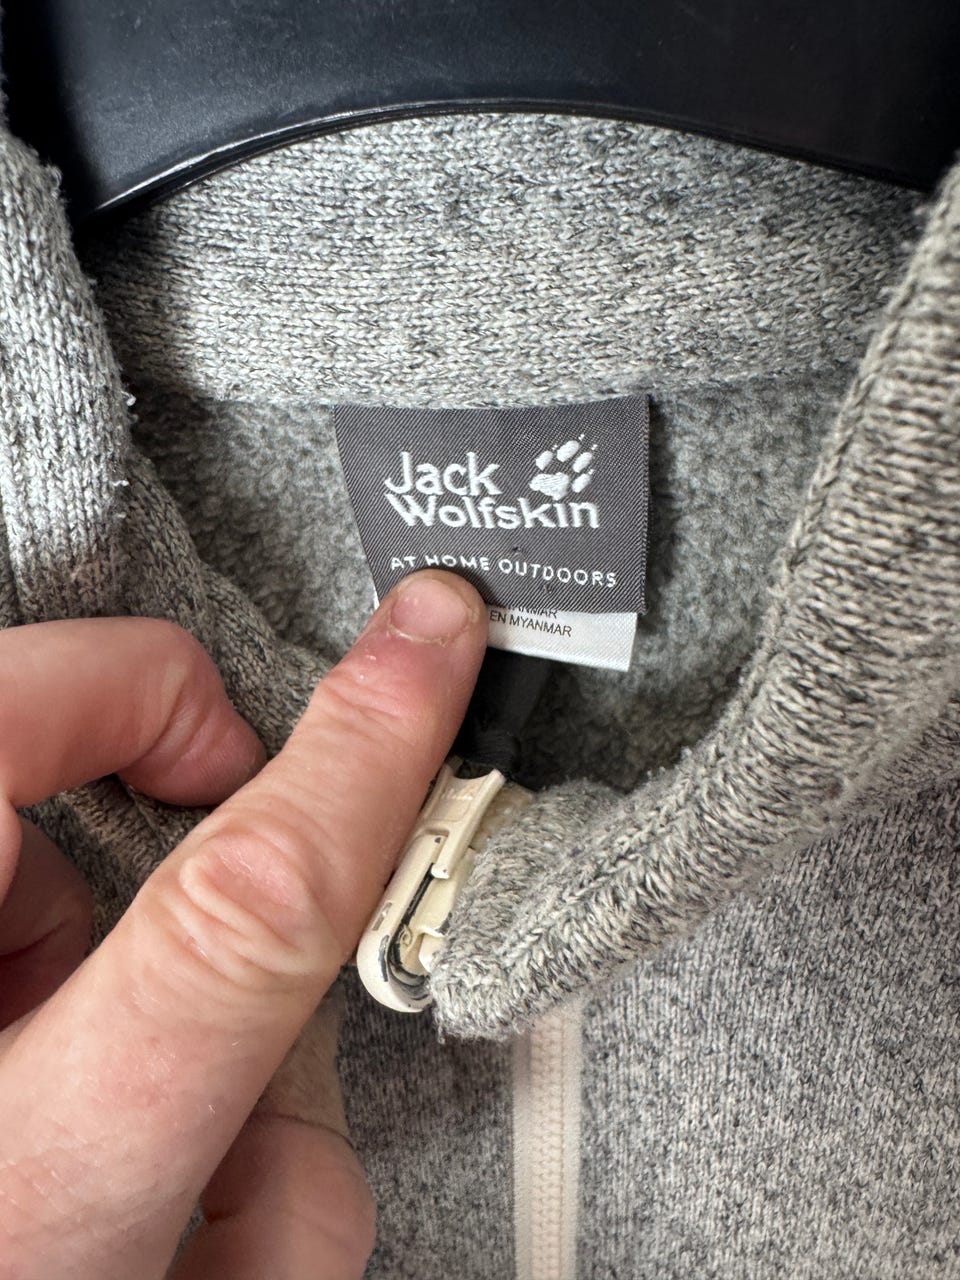 Jack
Wolfskin
AT HOME OUTDOORS
EN MYANMAR